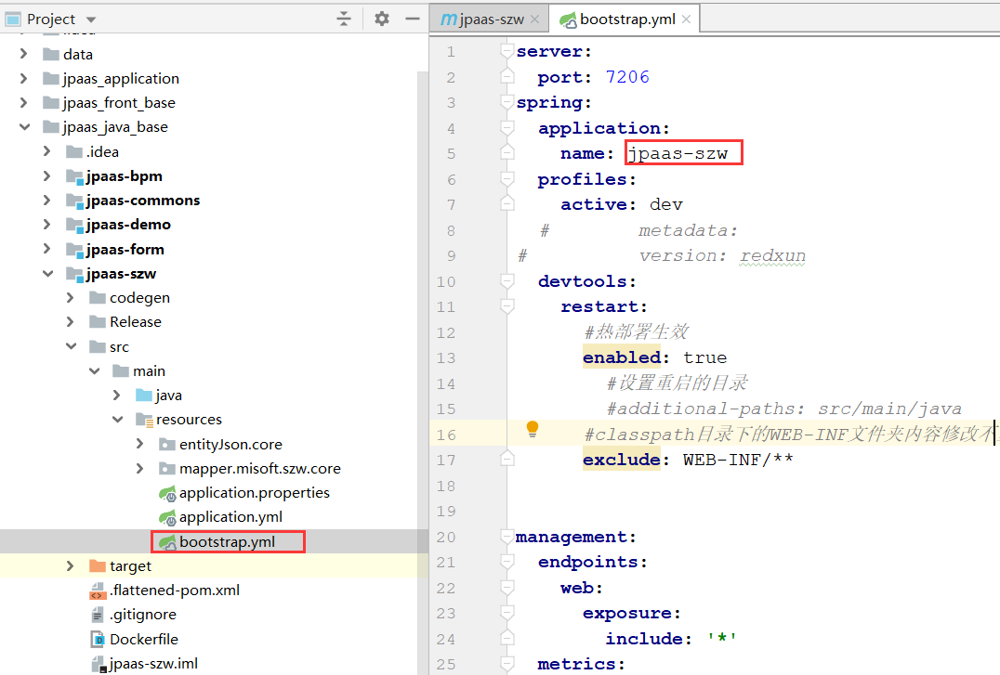 Project
jpaas-szw
bootstrap.yml
data
jpaas_application
jpaas_front_base
jpaas_java_base
.idea
jpaas-bpm
jpaas-commons
jpaas-demo
jpaas-form
jpaas-szw
codegen
Release
src
main
java
resources
entityJson.core
mapper.misoft.szw.core
application.properties
application.yml
bootstrap.yml
target
.flattened-pom.xml
.gitignore
Dockerfile
jpaas-szw.iml
1 server:
2 port: 7206
3 spring:
4 application:
5 name: jpaas-szw
6 profiles:
7 active: dev
8 # metadata:
9 # version: redxun
10 devtools:
11 restart:
12 #热部署生效
13 enabled: true
14 #设置重启的目录
15 #additional-paths: src/main/java
16 #classpath目录下的WEB-INF文件夹内容修改不
17 exclude: WEB-INF/**
18
19
20 management:
21 endpoints:
22 web:
23 exposure:
24 include: '*'
25 metrics: